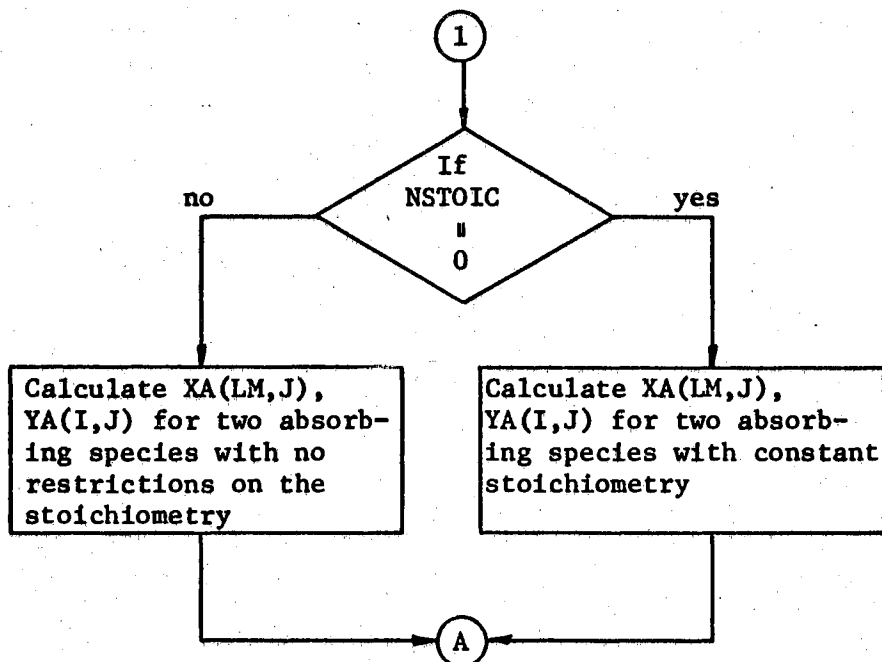 1
If
NSTOIC
=
0
no
yes
Calculate XA(LM,J),
YA(I,J) for two absorb-
ing species with no
restrictions on the
stoichiometry
Calculate XA(LM,J),
YA(I,J) for two absorb-
ing species with constant
stoichiometry
A